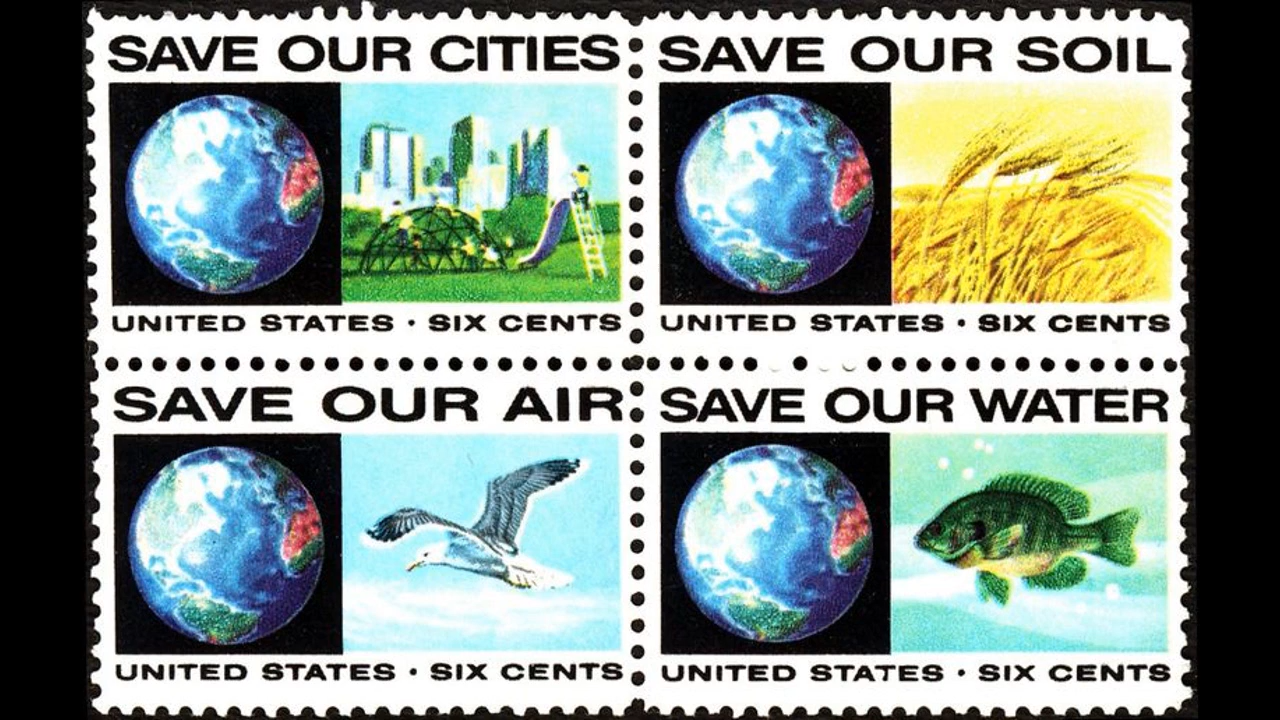 SAVE OUR CITIES
SAVE OUR SOIL
UNITED STATES · SIX CENTS
UNITED STATES · SIX CENTS
SAVE OUR AIR
SAVE OUR WATER
UNITED STATES · SIX CENTS
UNITED STATES · SIX CENTS